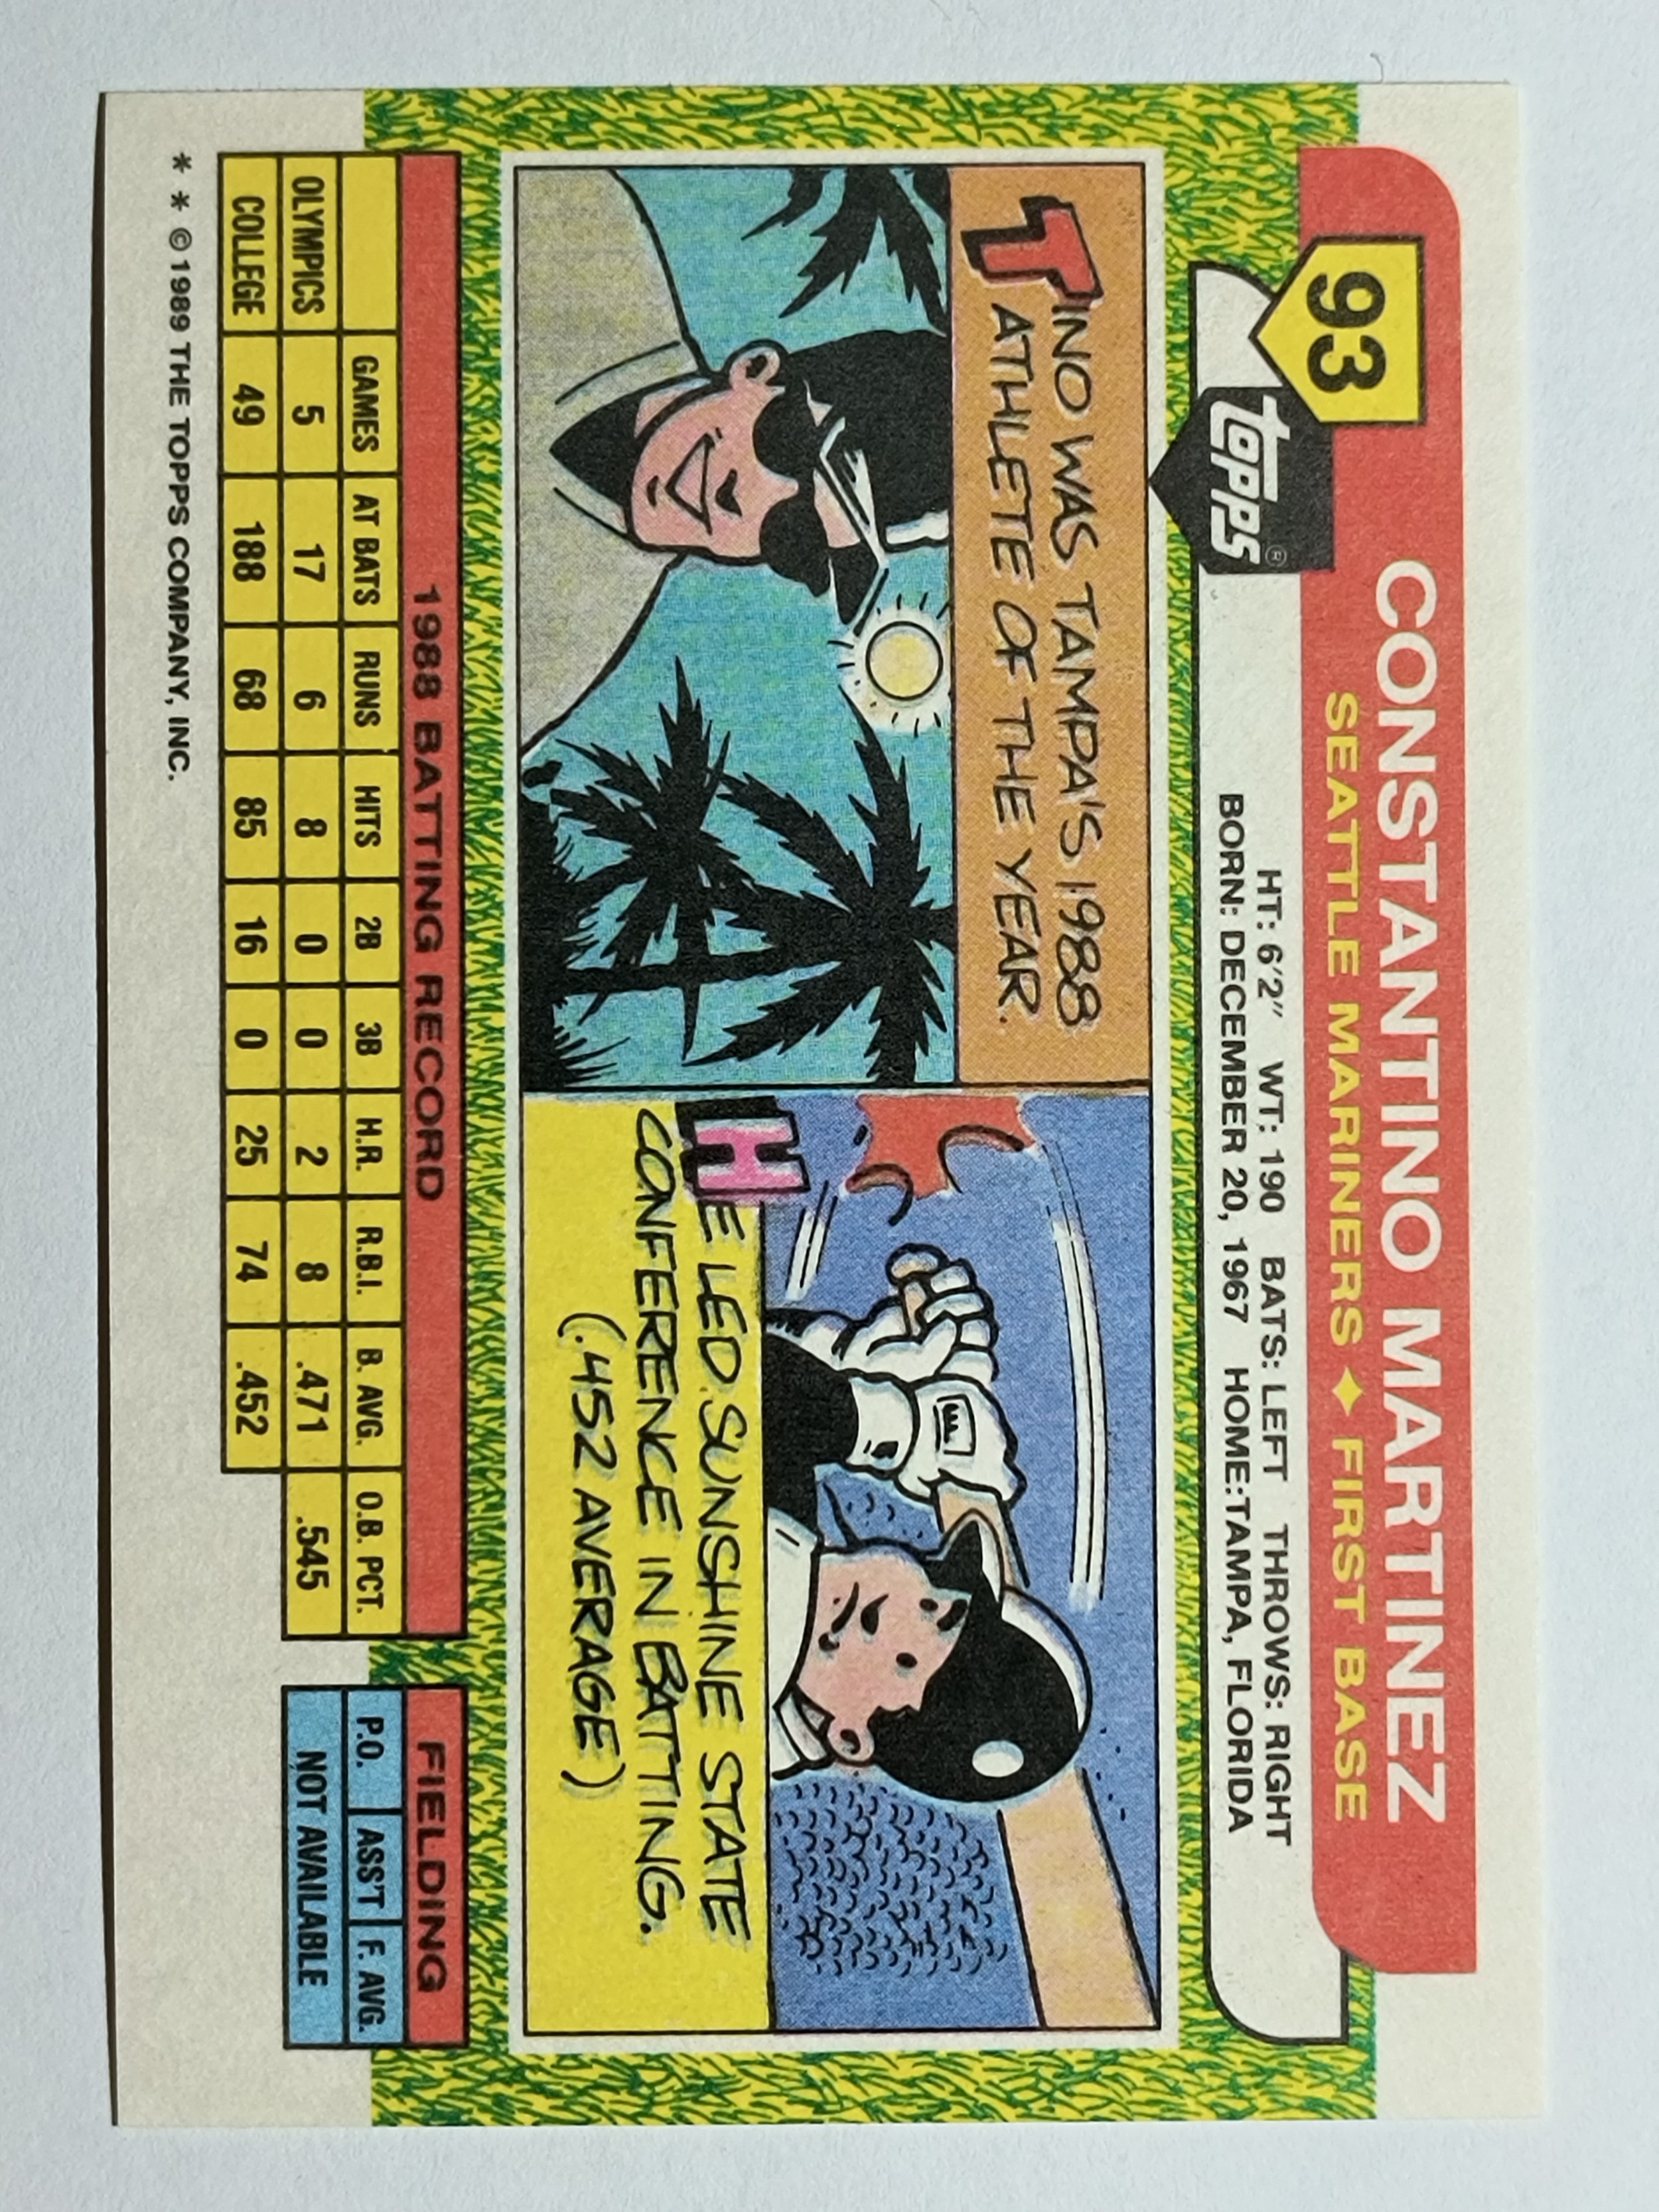 93
topps®
CONSTANTINO MARTINEZ
SEATTLE MARINERS ✦ FIRST BASE
HT: 6'2" WT: 190 BATS: LEFT THROWS: RIGHT
BORN: DECEMBER 20, 1967 HOME:TAMPA, FLORIDA
TINO WAS TAMPA'S 1988
ATHLETE OF THE YEAR.
HE LED SUNSHINE STATE
CONFERENCE IN BATTING.
(.452 AVERAGE)
1988 BATTING RECORD
GAMES AT BATS RUNS HITS 2B 3B H.R. R.B.I. B. AVG. O.B. PCT.
OLYMPICS 5 17 6 8 0 0 2 8 .471 .545
COLLEGE 49 188 68 85 16 0 25 74 .452
FIELDING
P.O. ASST F. AVG.
NOT AVAILABLE
* * © 1989 THE TOPPS COMPANY, INC.